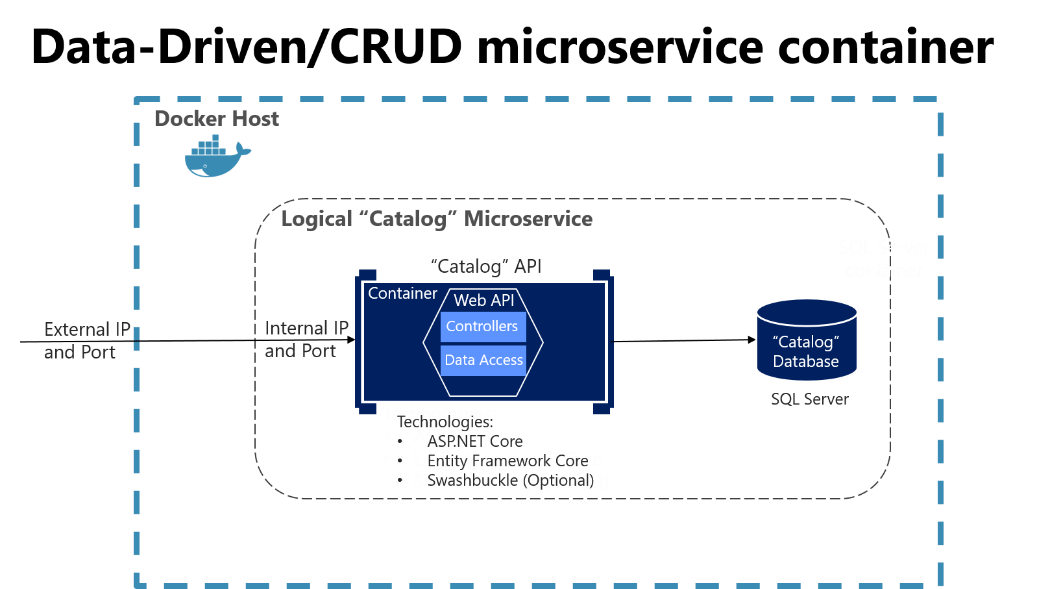 Data-Driven/CRUD microservice container
Docker Host
Logical “Catalog” Microservice
“Catalog” API
Container
Web API
Controllers
Data Access
External IP
and Port
Internal IP
and Port
“Catalog”
Database
SQL Server
Technologies:
• ASP.NET Core
• Entity Framework Core
• Swashbuckle (Optional)